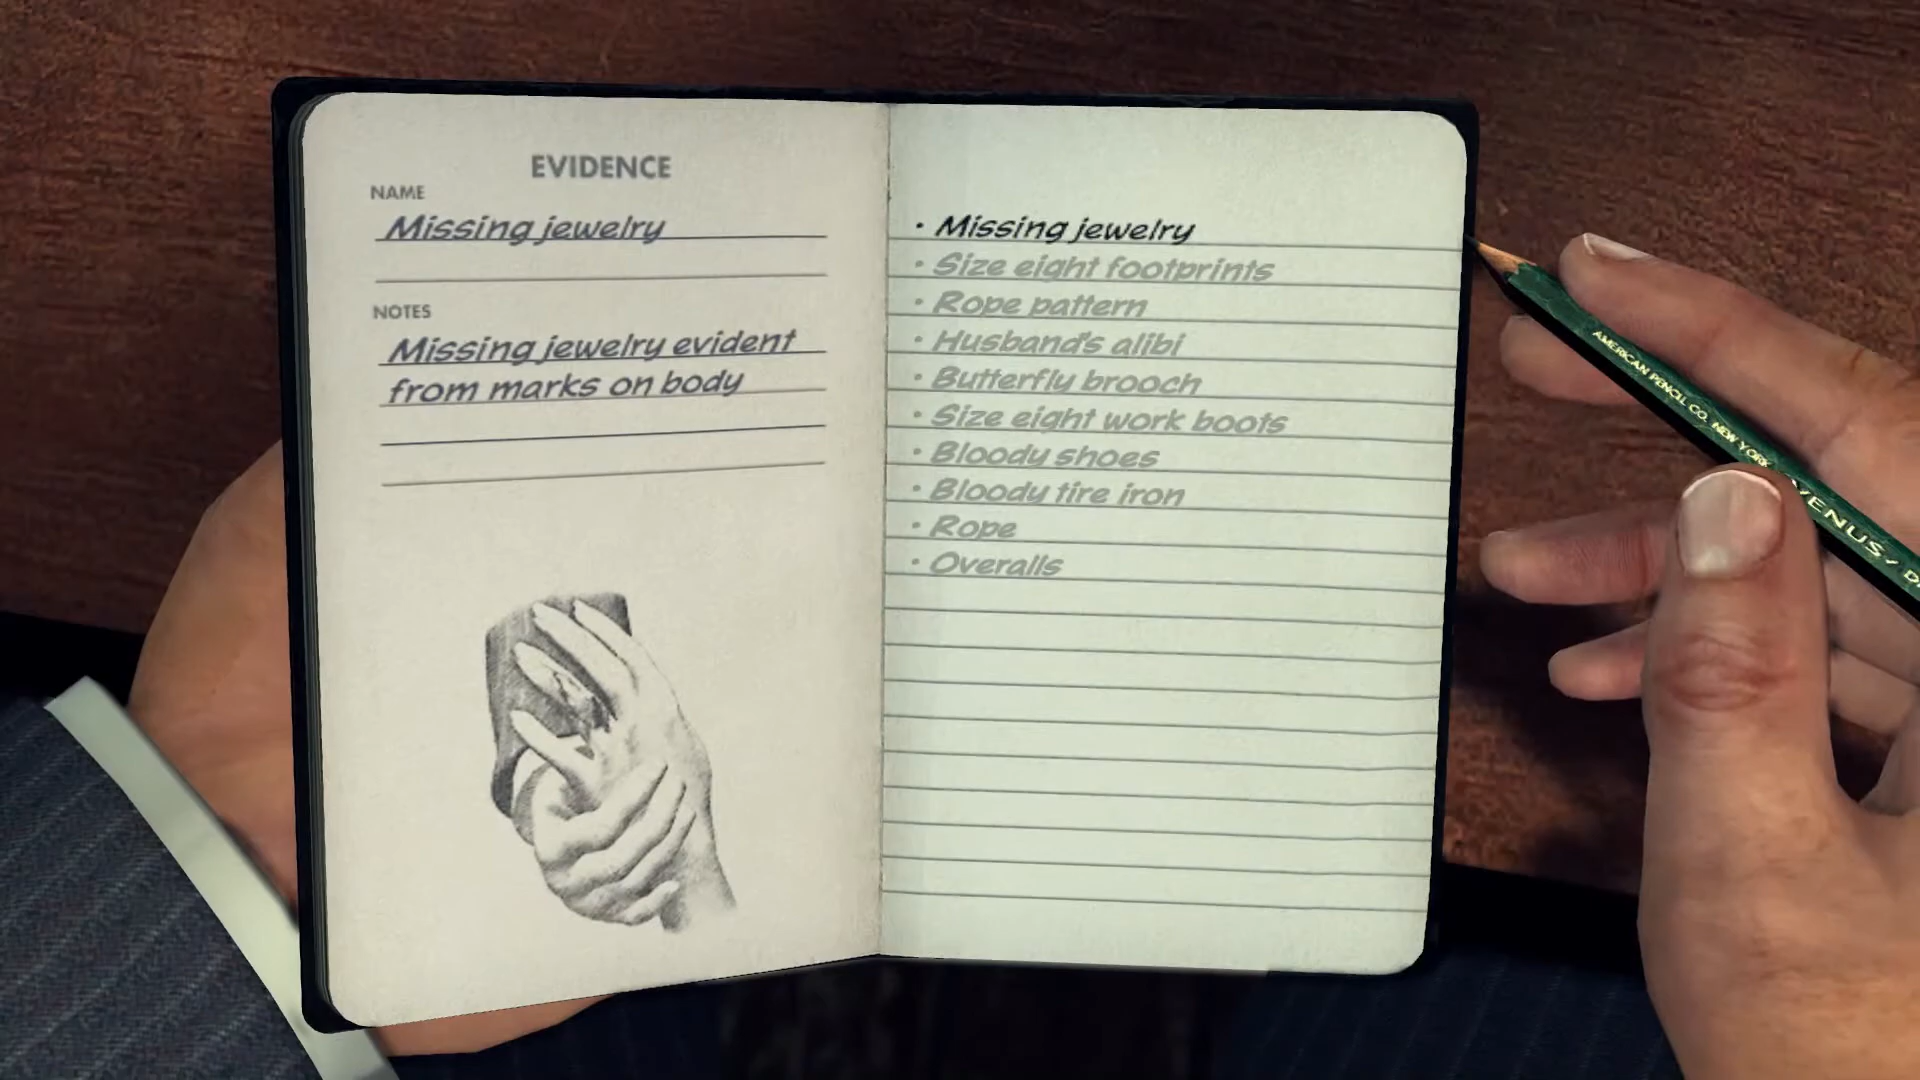 EVIDENCE
NAME
Missing jewelry
NOTES
Missing jewelry evident
from marks on body
• Missing jewelry
• Size eight footprints
• Rope pattern
• Husband's alibi
• Butterfly brooch
• Size eight work boots
• Bloody shoes
• Bloody tire iron
• Rope
• Overalls
AMERICAN PENCIL CO. NEW YORK
VENUS